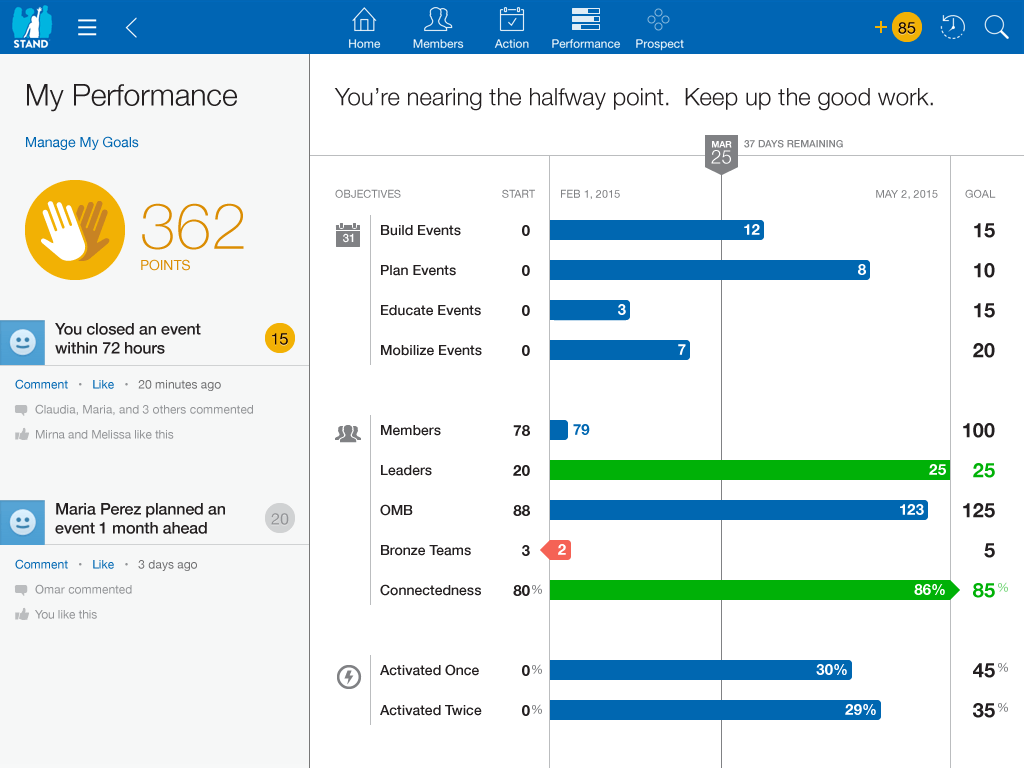 STAND
Home
Members
Action
Performance
Prospect
+ 85
My Performance
Manage My Goals
362
POINTS
You closed an event
within 72 hours
15
Comment • Like • 20 minutes ago
Claudia, Maria, and 3 others commented
Mirna and Melissa like this
Maria Perez planned an
event 1 month ahead
20
Comment • Like • 3 days ago
Omar commented
You like this
You’re nearing the halfway point. Keep up the good work.
MAR
25
37 DAYS REMAINING
OBJECTIVES START FEB 1, 2015 MAY 2, 2015 GOAL
31
Build Events 0 12 15
Plan Events 0 8 10
Educate Events 0 3 15
Mobilize Events 0 7 20
Members 78 79 100
Leaders 20 25 25
OMB 88 123 125
Bronze Teams 3 2 5
Connectedness 80% 86% 85%
Activated Once 0% 30% 45%
Activated Twice 0% 29% 35%